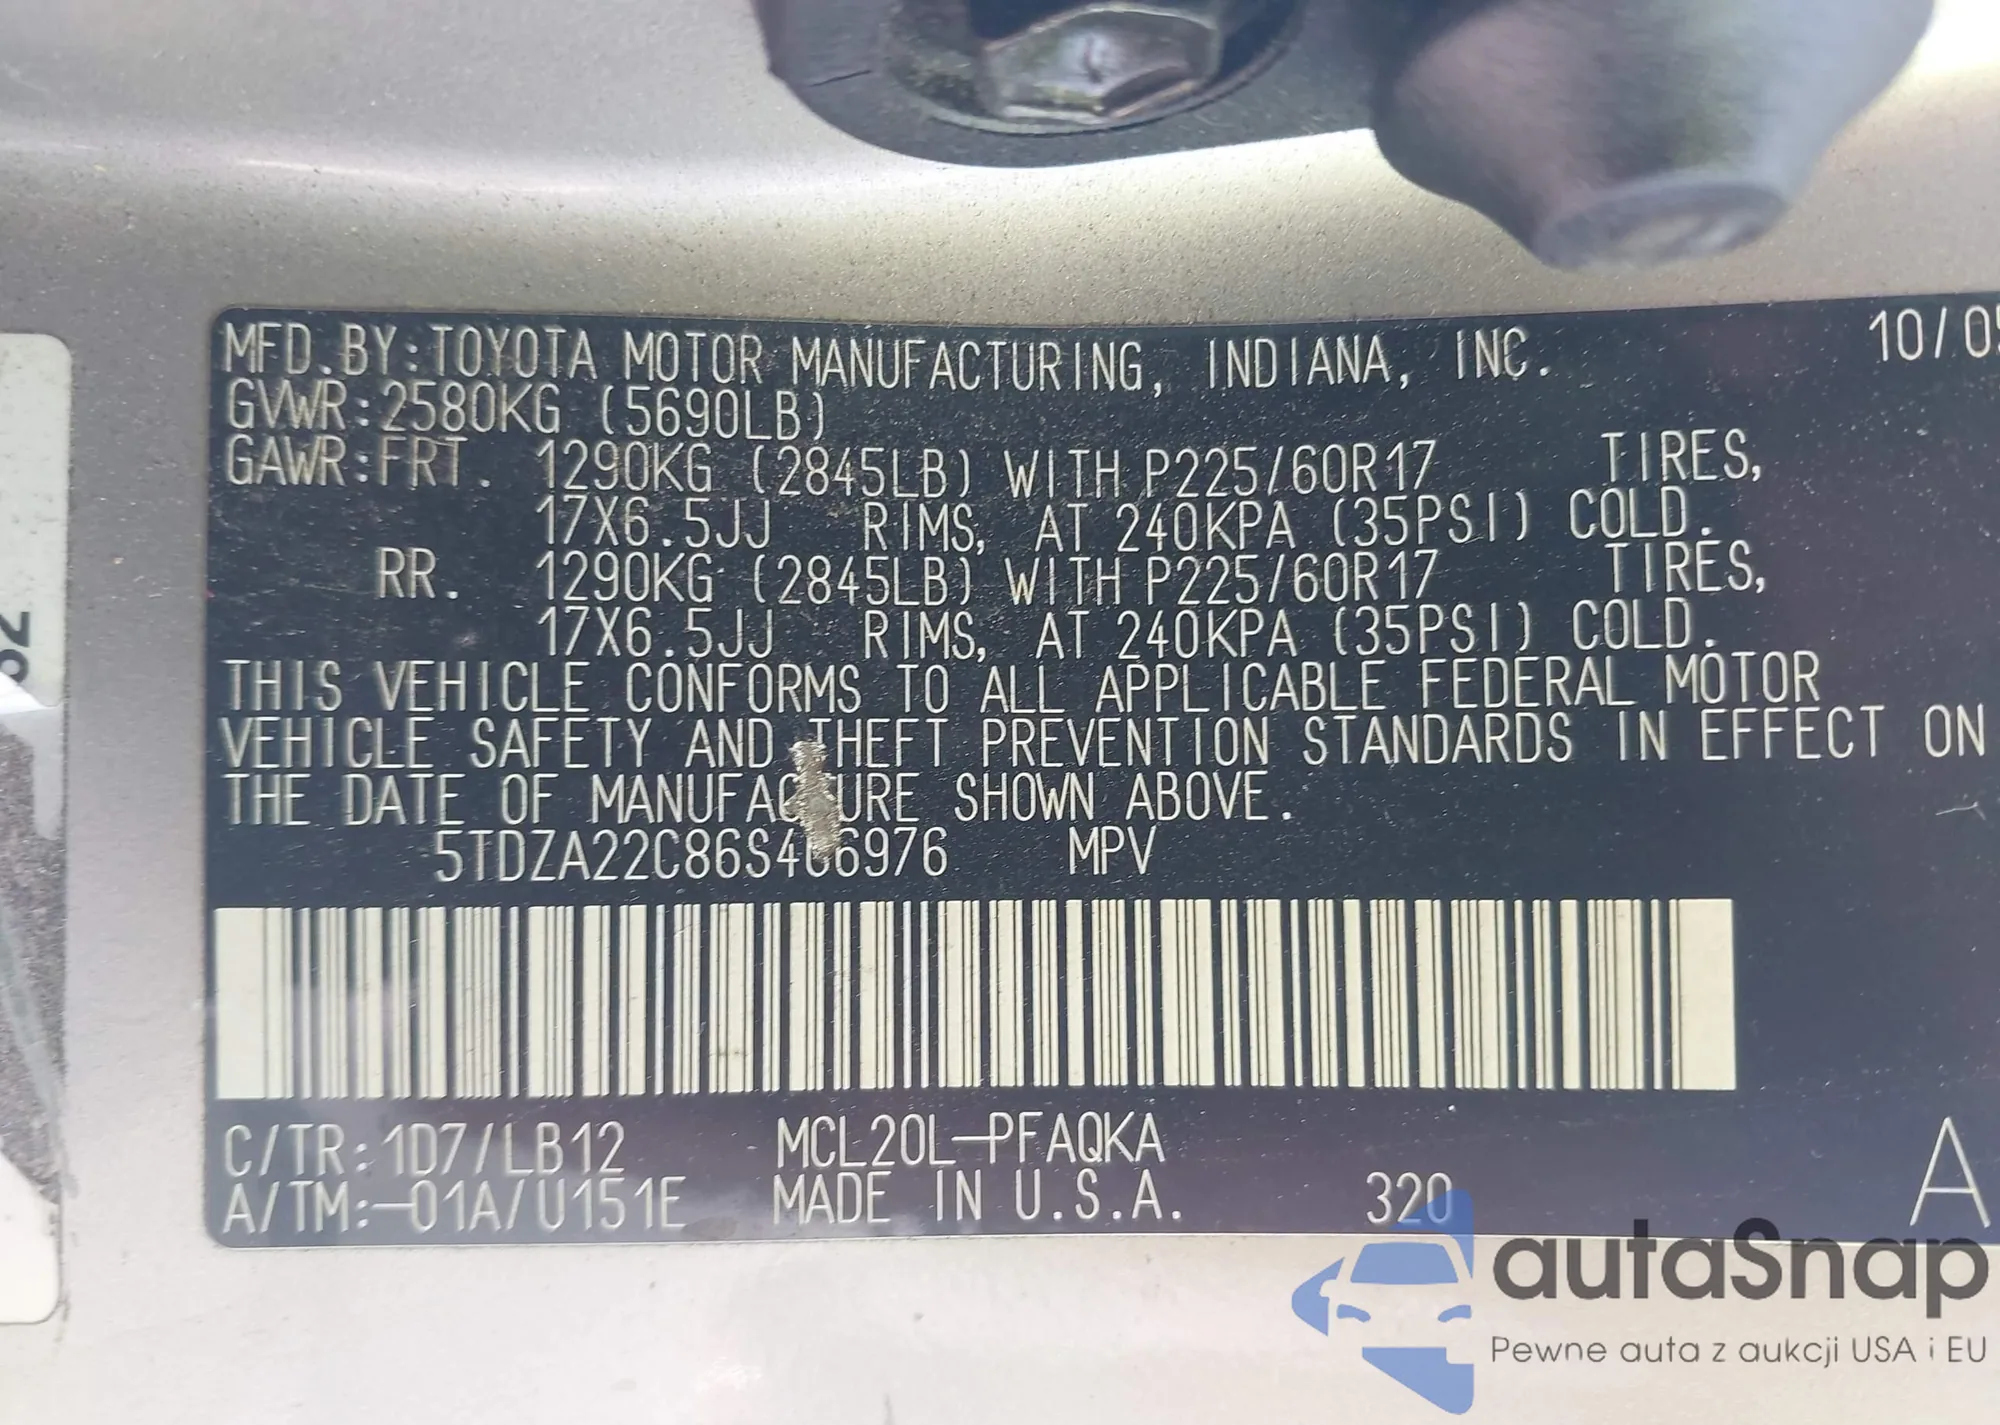 MFD. BY: TOYOTA MOTOR MANUFACTURING, INDIANA, INC. 10/05
GVWR: 2580KG (5690LB)
GAWR: FRT. 1290KG (2845LB) WITH P225/60R17 TIRES,
17X6.5JJ RIMS, AT 240KPA (35PSI) COLD.
RR. 1290KG (2845LB) WITH P225/60R17 TIRES,
17X6.5JJ RIMS, AT 240KPA (35PSI) COLD.
THIS VEHICLE CONFORMS TO ALL APPLICABLE FEDERAL MOTOR
VEHICLE SAFETY AND THEFT PREVENTION STANDARDS IN EFFECT ON
THE DATE OF MANUFACTURE SHOWN ABOVE.
MPV
C/TR: 1D7/LB12 MCL20L-PFAQKA
A/TM:-01A/U151E MADE IN U.S.A. 320 A
autaSnap
Pewne auta z aukcji USA i EU